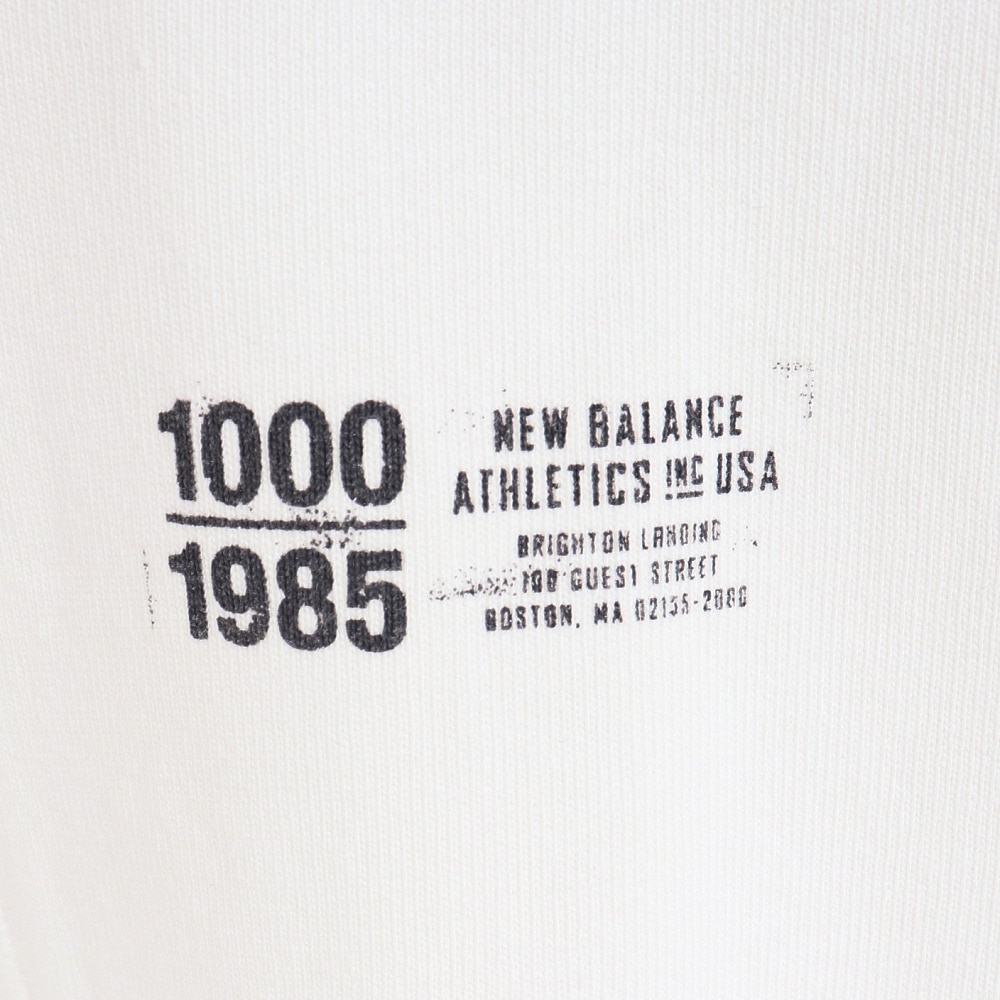 1000
1985
NEW BALANCE
ATHLETICS INC USA
BRIGHTON LANDING
100 GUEST STREET
BOSTON, MA 02135-2088